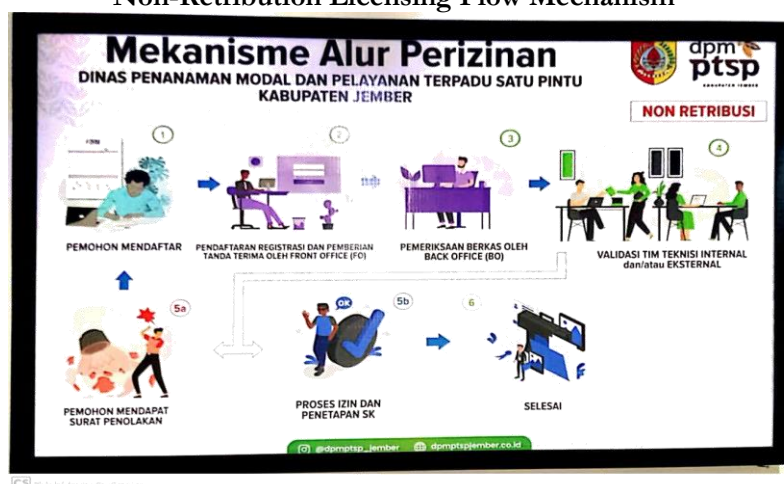 Non-Retribution Licensing Flow Mechanism
Mekanisme Alur Perizinan
DINAS PENANAMAN MODAL DAN PELAYANAN TERPADU SATU PINTU
KABUPATEN JEMBER
dpm
ptsp
KABUPATEN JEMBER
NON RETRIBUSI
1
2
3
4
PEMOHON MENDAFTAR
PENDAFTARAN REGISTRASI DAN PEMBERIAN
TANDA TERIMA OLEH FRONT OFFICE (FO)
PEMERIKSAAN BERKAS OLEH
BACK OFFICE (BO)
VALIDASI TIM TEKNISI INTERNAL
dan/atau EKSTERNAL
5a
OK
5b
6
PEMOHON MENDAPAT
SURAT PENOLAKAN
PROSES IZIN DAN
PENETAPAN SK
SELESAI
@dpmptsp_jember
dpmptspjember.co.id
CS